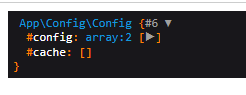 App\Config\Config {#6 ▼
#config: array:2 [▶]
#cache: []
}